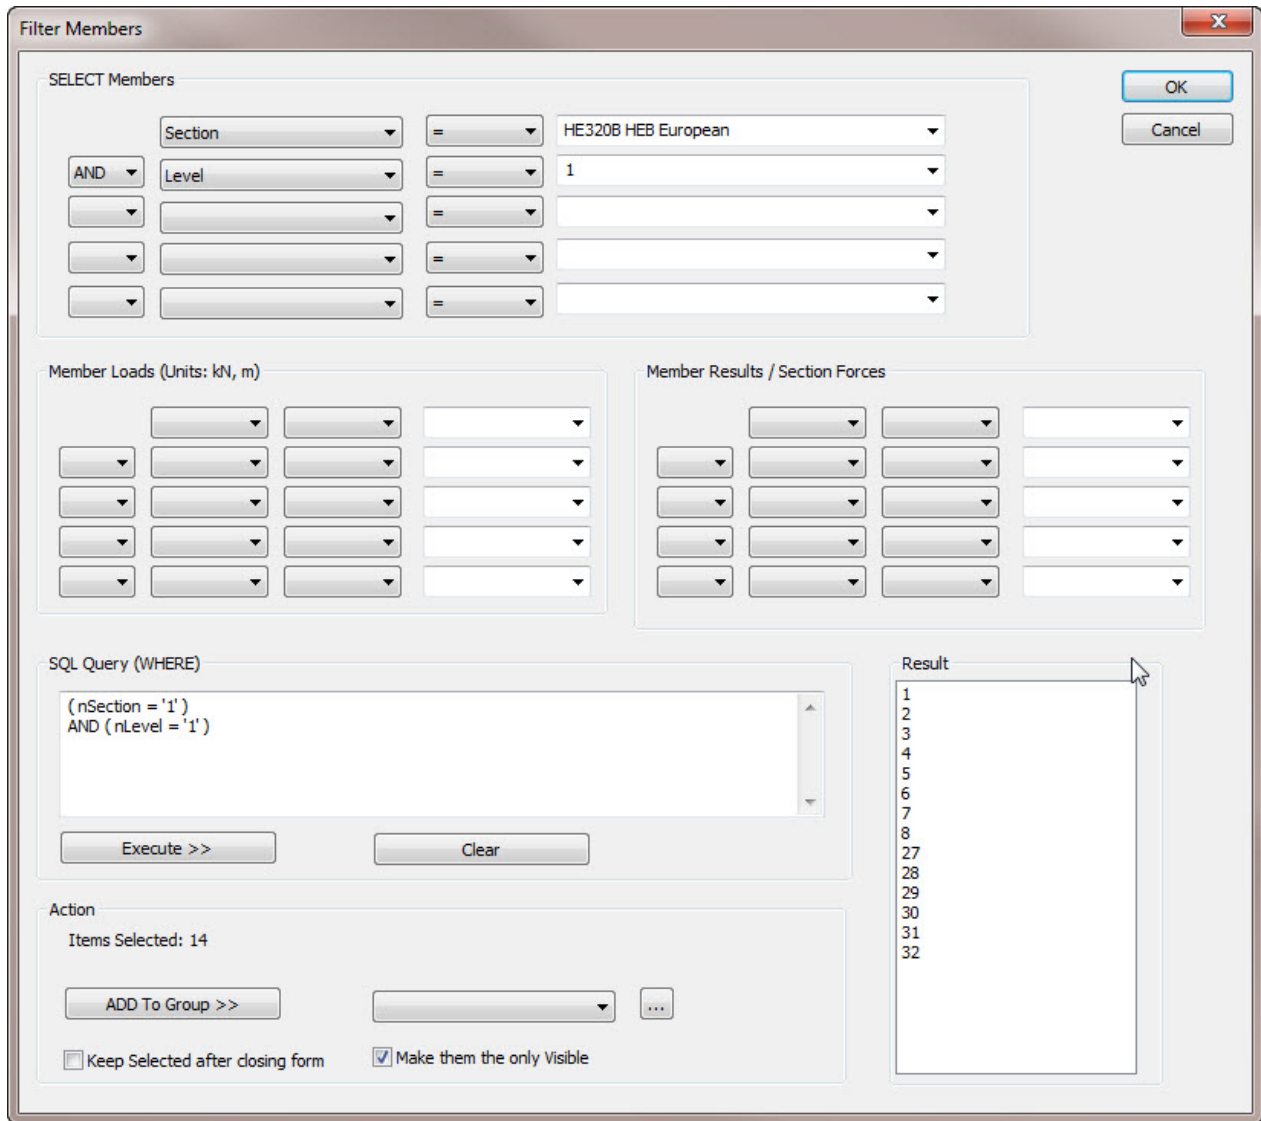 Filter Members
SELECT Members
OK
Section = HE320B HEB European
Cancel
AND Level = 1
=
=
=
Member Loads (Units: kN, m)
Member Results / Section Forces
SQL Query (WHERE)
( nSection = '1' )
AND ( nLevel = '1' )
Execute >>
Clear
Result
1
2
3
4
5
6
7
8
27
28
29
30
31
32
Action
Items Selected: 14
ADD To Group >>
...
Keep Selected after closing form
Make them the only Visible